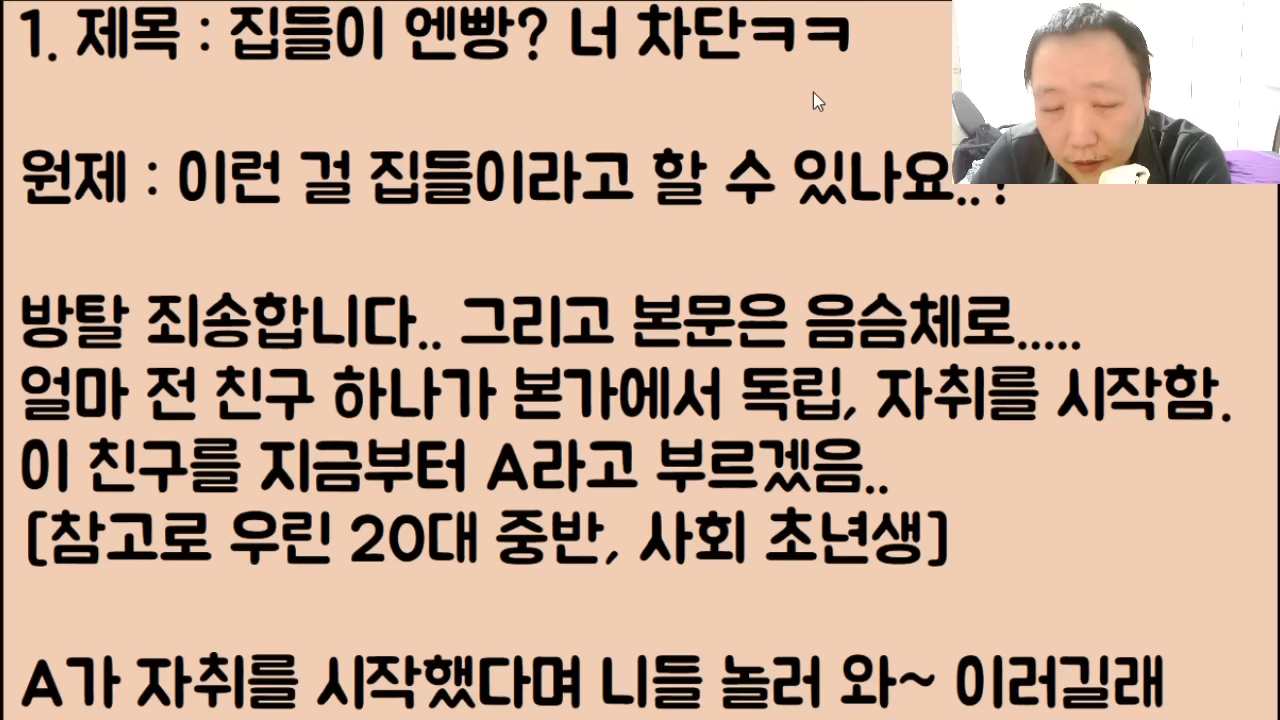 1. 제목 : 집들이 엔빵? 너 차단ㅋㅋ
원제 : 이런 걸 집들이라고 할 수 있나요..?
방탈 죄송합니다.. 그리고 본문은 음슴체로.....
얼마 전 친구 하나가 본가에서 독립, 자취를 시작함.
이 친구를 지금부터 A라고 부르겠음..
[참고로 우린 20대 중반, 사회 초년생]
A가 자취를 시작했다며 니들 놀러 와~ 이러길래